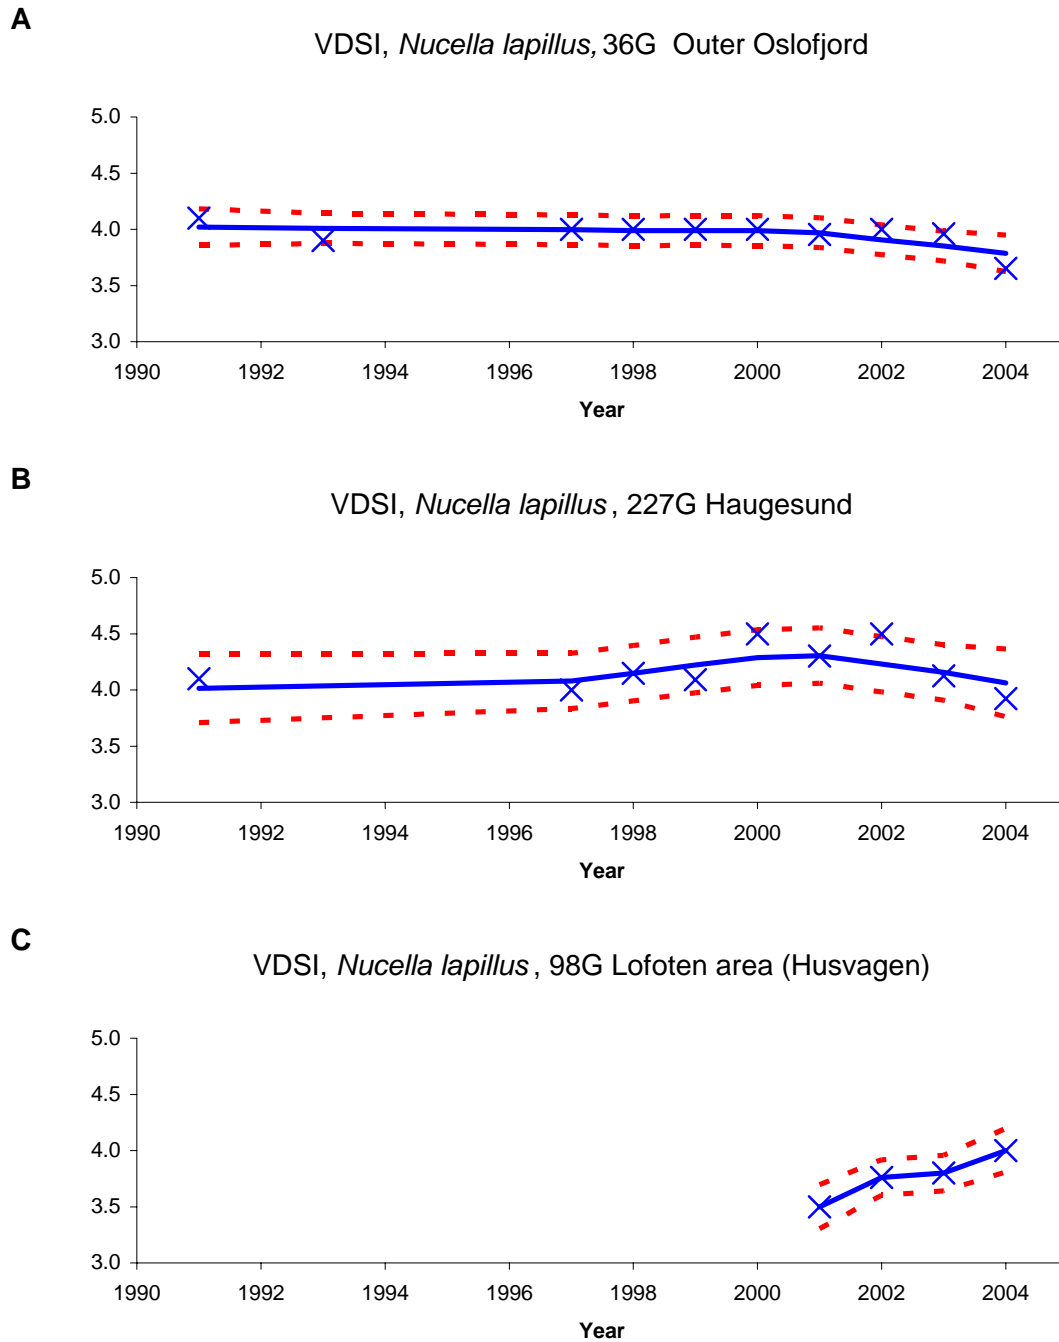 A
VDSI, Nucella lapillus, 36G Outer Oslofjord
5.0
4.5
4.0
3.5
3.0
1990 1992 1994 1996 1998 2000 2002 2004
Year
B
VDSI, Nucella lapillus , 227G Haugesund
5.0
4.5
4.0
3.5
3.0
1990 1992 1994 1996 1998 2000 2002 2004
Year
C
VDSI, Nucella lapillus , 98G Lofoten area (Husvagen)
5.0
4.5
4.0
3.5
3.0
1990 1992 1994 1996 1998 2000 2002 2004
Year